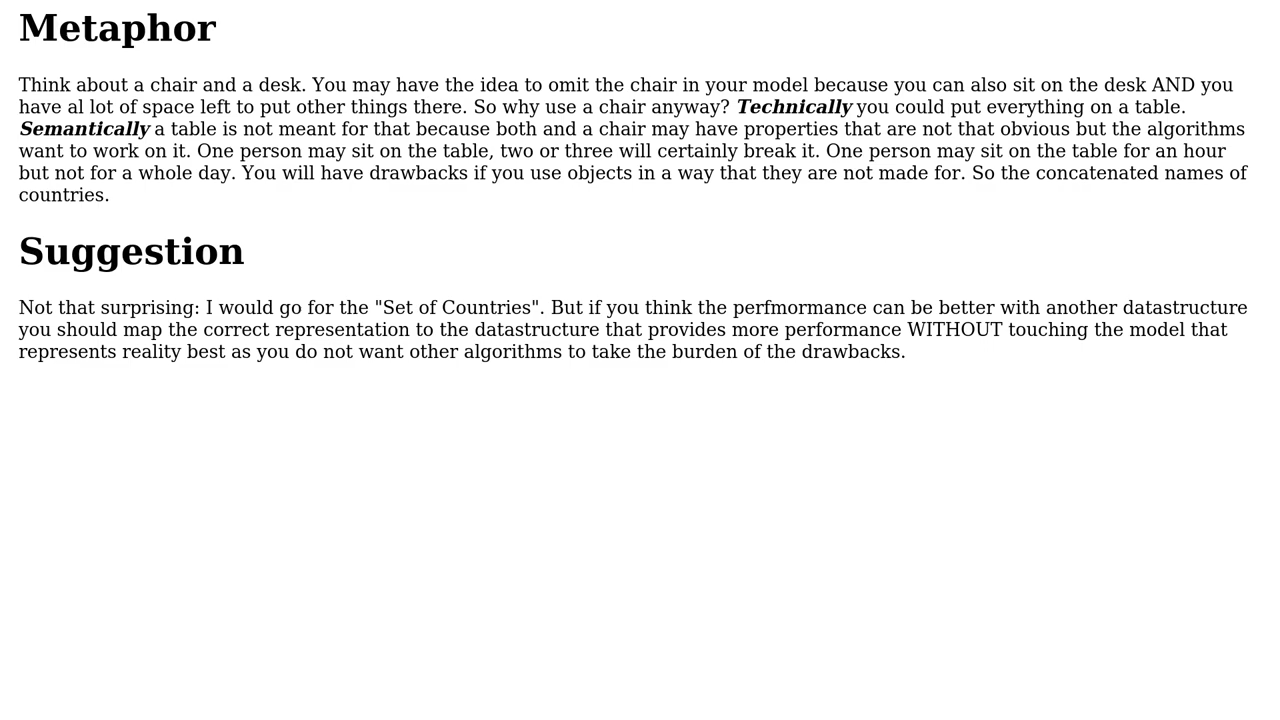 Metaphor
Think about a chair and a desk. You may have the idea to omit the chair in your model because you can also sit on the desk AND you
have al lot of space left to put other things there. So why use a chair anyway? Technically you could put everything on a table.
Semantically a table is not meant for that because both and a chair may have properties that are not that obvious but the algorithms
want to work on it. One person may sit on the table, two or three will certainly break it. One person may sit on the table for an hour
but not for a whole day. You will have drawbacks if you use objects in a way that they are not made for. So the concatenated names of
countries.
Suggestion
Not that surprising: I would go for the "Set of Countries". But if you think the perfmormance can be better with another datastructure
you should map the correct representation to the datastructure that provides more performance WITHOUT touching the model that
represents reality best as you do not want other algorithms to take the burden of the drawbacks.